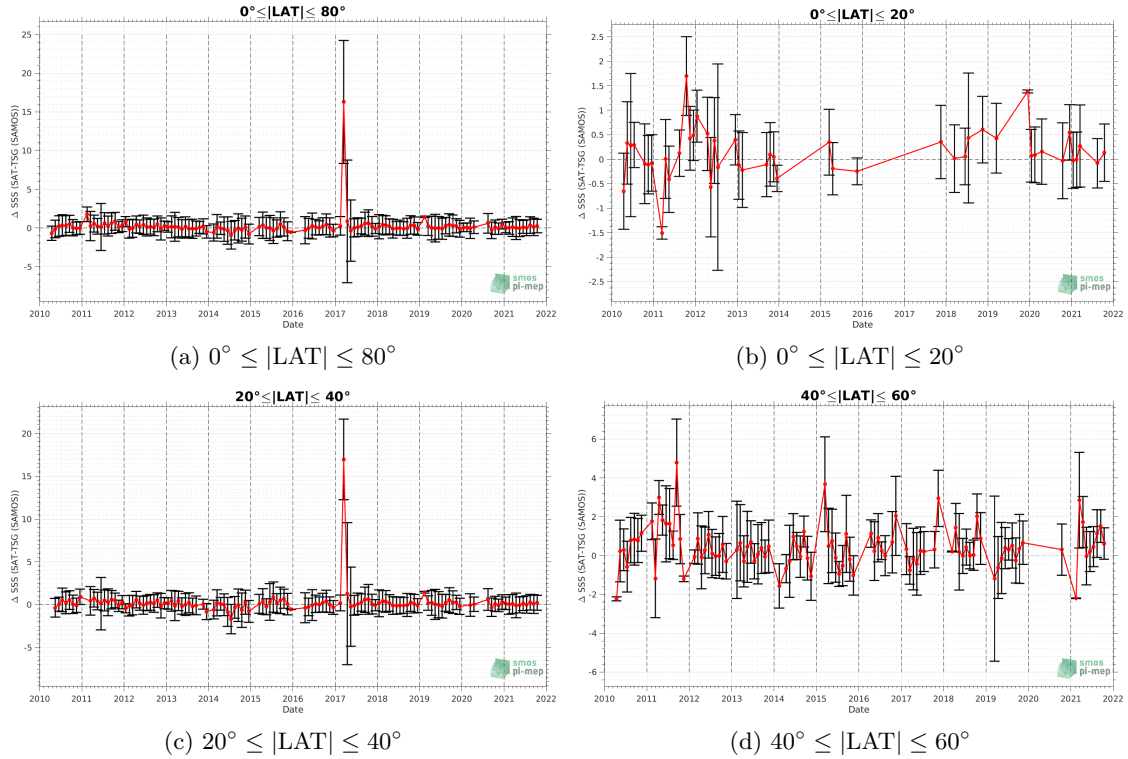 0°≤|LAT|≤ 80°
Δ SSS (SAT-TSG (SAMOS))
25
20
15
10
5
0
-5
2010 2011 2012 2013 2014 2015 2016 2017 2018 2019 2020 2021 2022
Date
smos
pi-mep
(a) 0° ≤ |LAT| ≤ 80°
0°≤|LAT|≤ 20°
Δ SSS (SAT-TSG (SAMOS))
2.5
2
1.5
1
0.5
0
-0.5
-1
-1.5
-2
-2.5
2010 2011 2012 2013 2014 2015 2016 2017 2018 2019 2020 2021 2022
Date
smos
pi-mep
(b) 0° ≤ |LAT| ≤ 20°
20°≤|LAT|≤ 40°
Δ SSS (SAT-TSG (SAMOS))
20
15
10
5
0
-5
2010 2011 2012 2013 2014 2015 2016 2017 2018 2019 2020 2021 2022
Date
smos
pi-mep
(c) 20° ≤ |LAT| ≤ 40°
40°≤|LAT|≤ 60°
Δ SSS (SAT-TSG (SAMOS))
6
4
2
0
-2
-4
-6
2010 2011 2012 2013 2014 2015 2016 2017 2018 2019 2020 2021 2022
Date
smos
pi-mep
(d) 40° ≤ |LAT| ≤ 60°